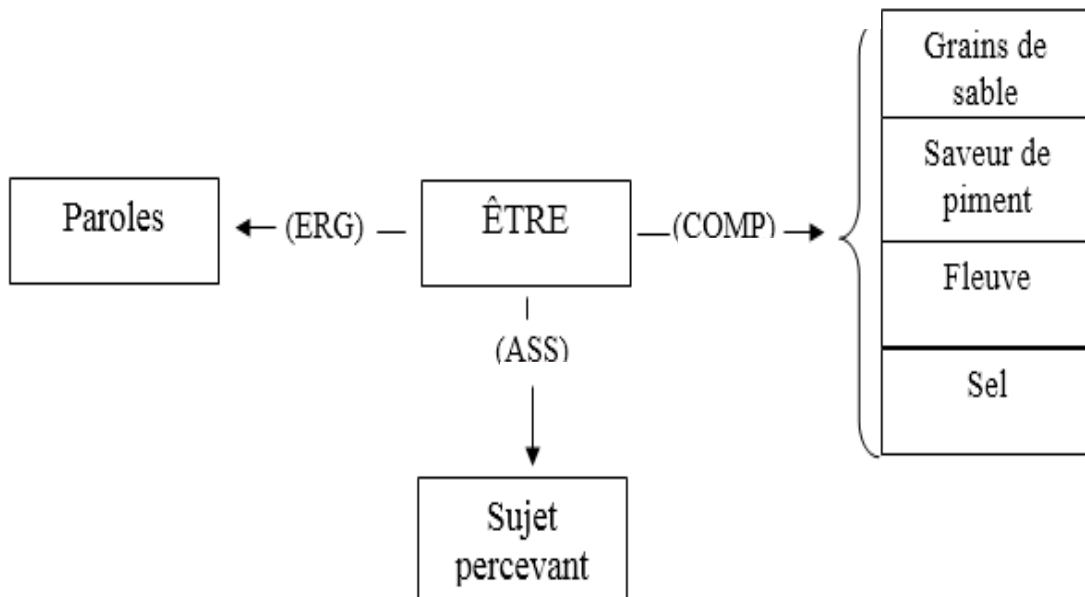 Grains de
sable
Saveur de
piment
Paroles
(ERG)
ÊTRE
(COMP)
Fleuve
(ASS)
Sel
Sujet
percevant